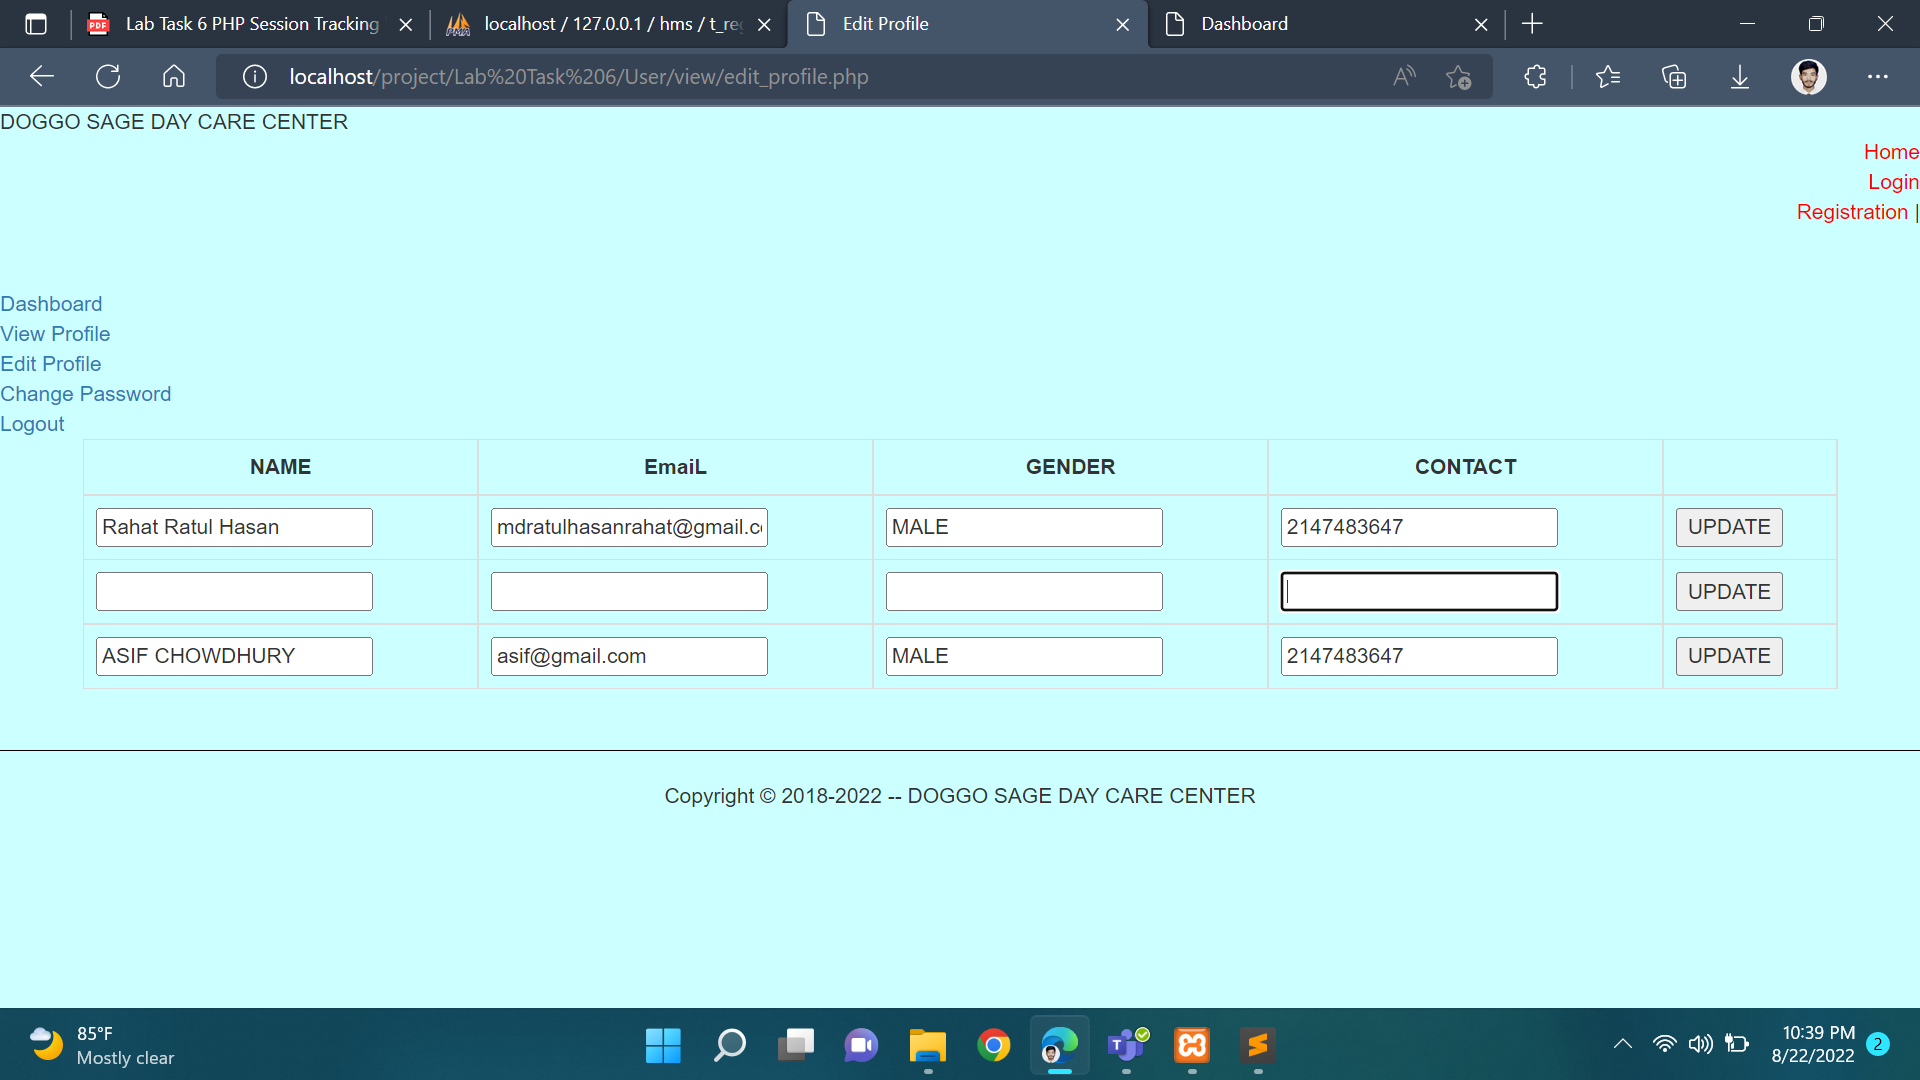 Lab Task 6 PHP Session Tracking
localhost / 127.0.0.1 / hms / t_reg
Edit Profile
Dashboard
localhost/project/Lab%20Task%206/User/view/edit_profile.php
DOGGO SAGE DAY CARE CENTER
Home
Login
Registration |
Dashboard
View Profile
Edit Profile
Change Password
Logout
NAME EmaiL GENDER CONTACT
Rahat Ratul Hasan mdratulhasanrahat@gmail.c MALE 2147483647 UPDATE
UPDATE
ASIF CHOWDHURY asif@gmail.com MALE 2147483647 UPDATE
Copyright © 2018-2022 -- DOGGO SAGE DAY CARE CENTER
85°F
Mostly clear
10:39 PM
8/22/2022
2